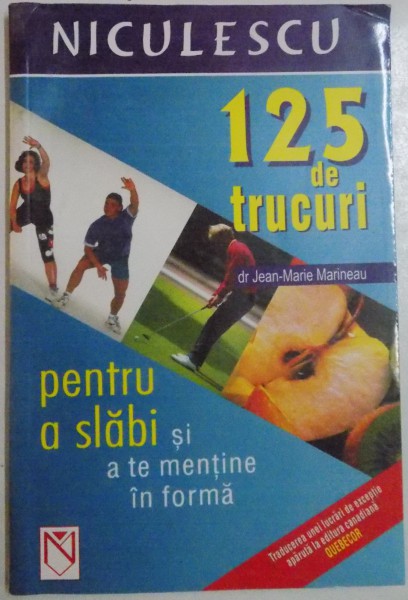 NICULESCU
125
de
trucuri
dr Jean-Marie Marineau
pentru
a slăbi și
a te menține
în formă
Traducerea unei lucrări de excepție
apărută la editura canadiană
QUEBECOR